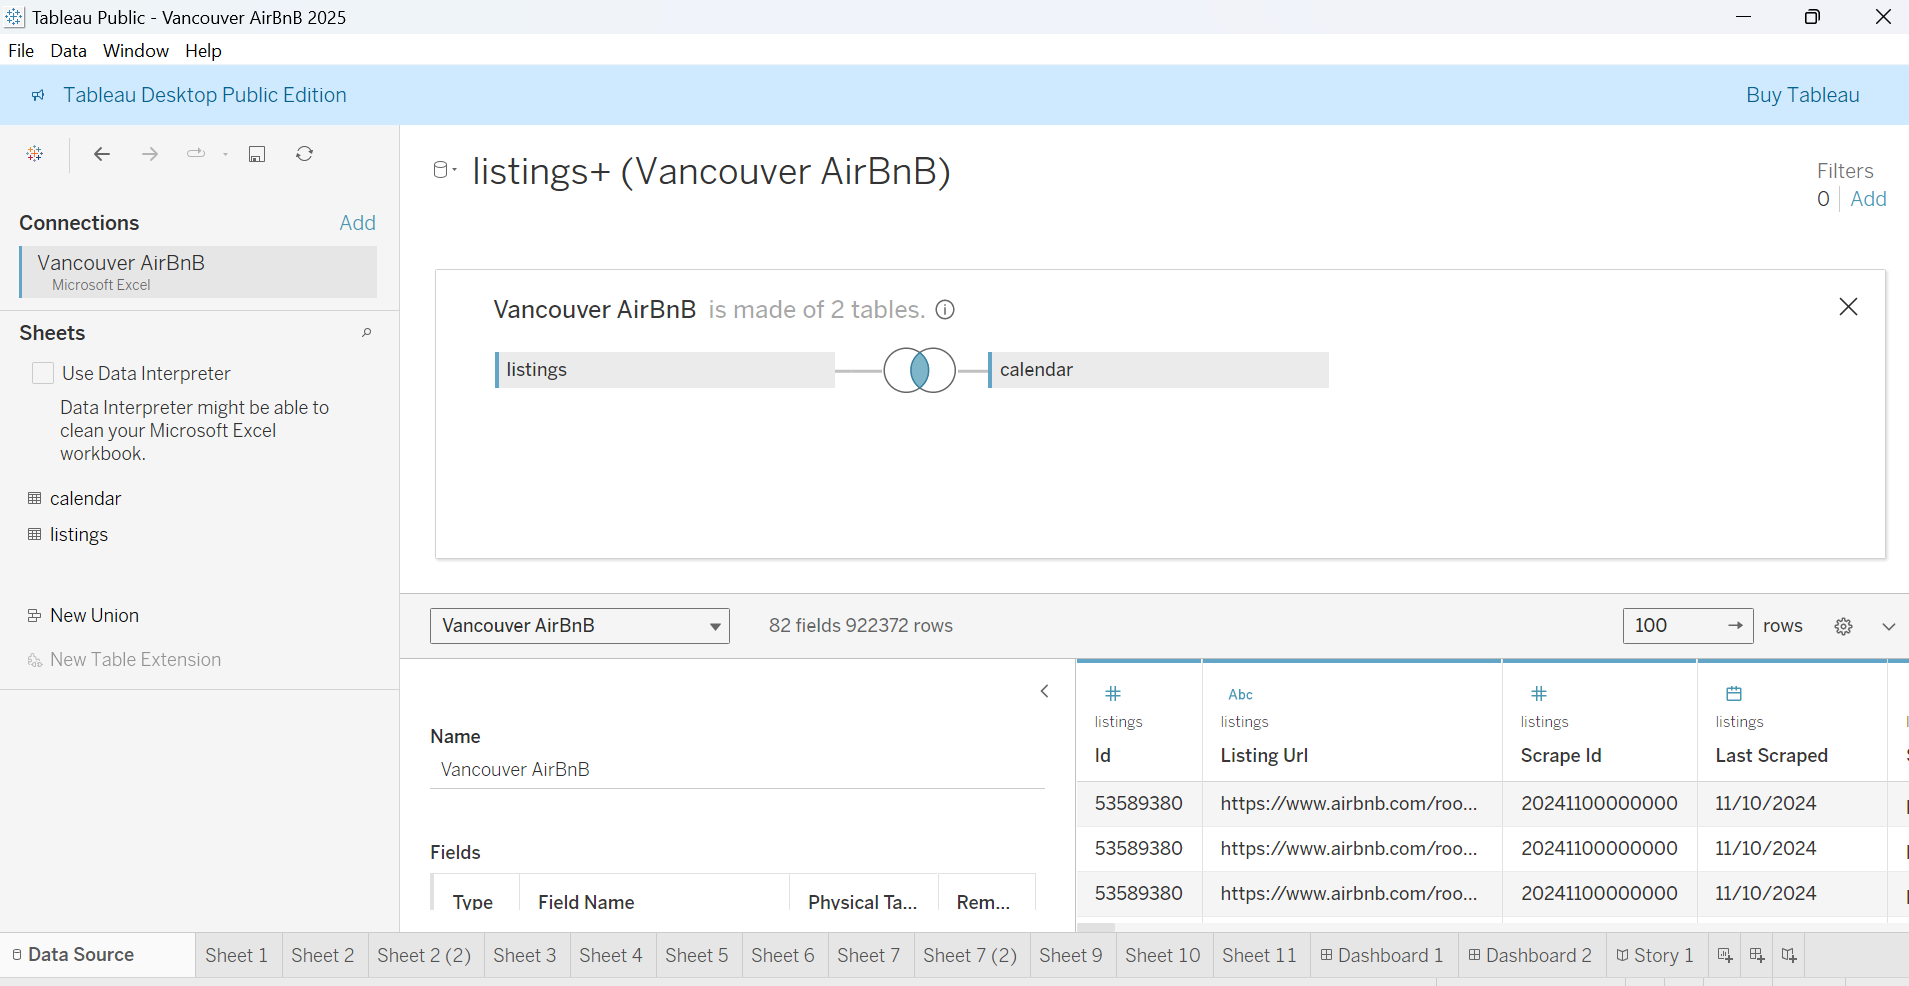 Tableau Public - Vancouver AirBnB 2025
File Data Window Help
Tableau Desktop Public Edition
Buy Tableau
Connections
Add
Vancouver AirBnB
Microsoft Excel
Sheets
Use Data Interpreter
Data Interpreter might be able to
clean your Microsoft Excel
workbook.
calendar
listings
New Union
New Table Extension
listings+ (Vancouver AirBnB)
Filters
0 Add
Vancouver AirBnB is made of 2 tables.
listings
calendar
Vancouver AirBnB
82 fields 922372 rows
100 → rows
Name
Vancouver AirBnB
Fields
Type Field Name Physical Ta... Rem...
# Abc #
listings listings listings listings
Id Listing Url Scrape Id Last Scraped
53589380 https://www.airbnb.com/roo... 20241100000000 11/10/2024
53589380 https://www.airbnb.com/roo... 20241100000000 11/10/2024
53589380 https://www.airbnb.com/roo... 20241100000000 11/10/2024
Data Source Sheet 1 Sheet 2 Sheet 2 (2) Sheet 3 Sheet 4 Sheet 5 Sheet 6 Sheet 7 Sheet 7 (2) Sheet 9 Sheet 10 Sheet 11 Dashboard 1 Dashboard 2 Story 1